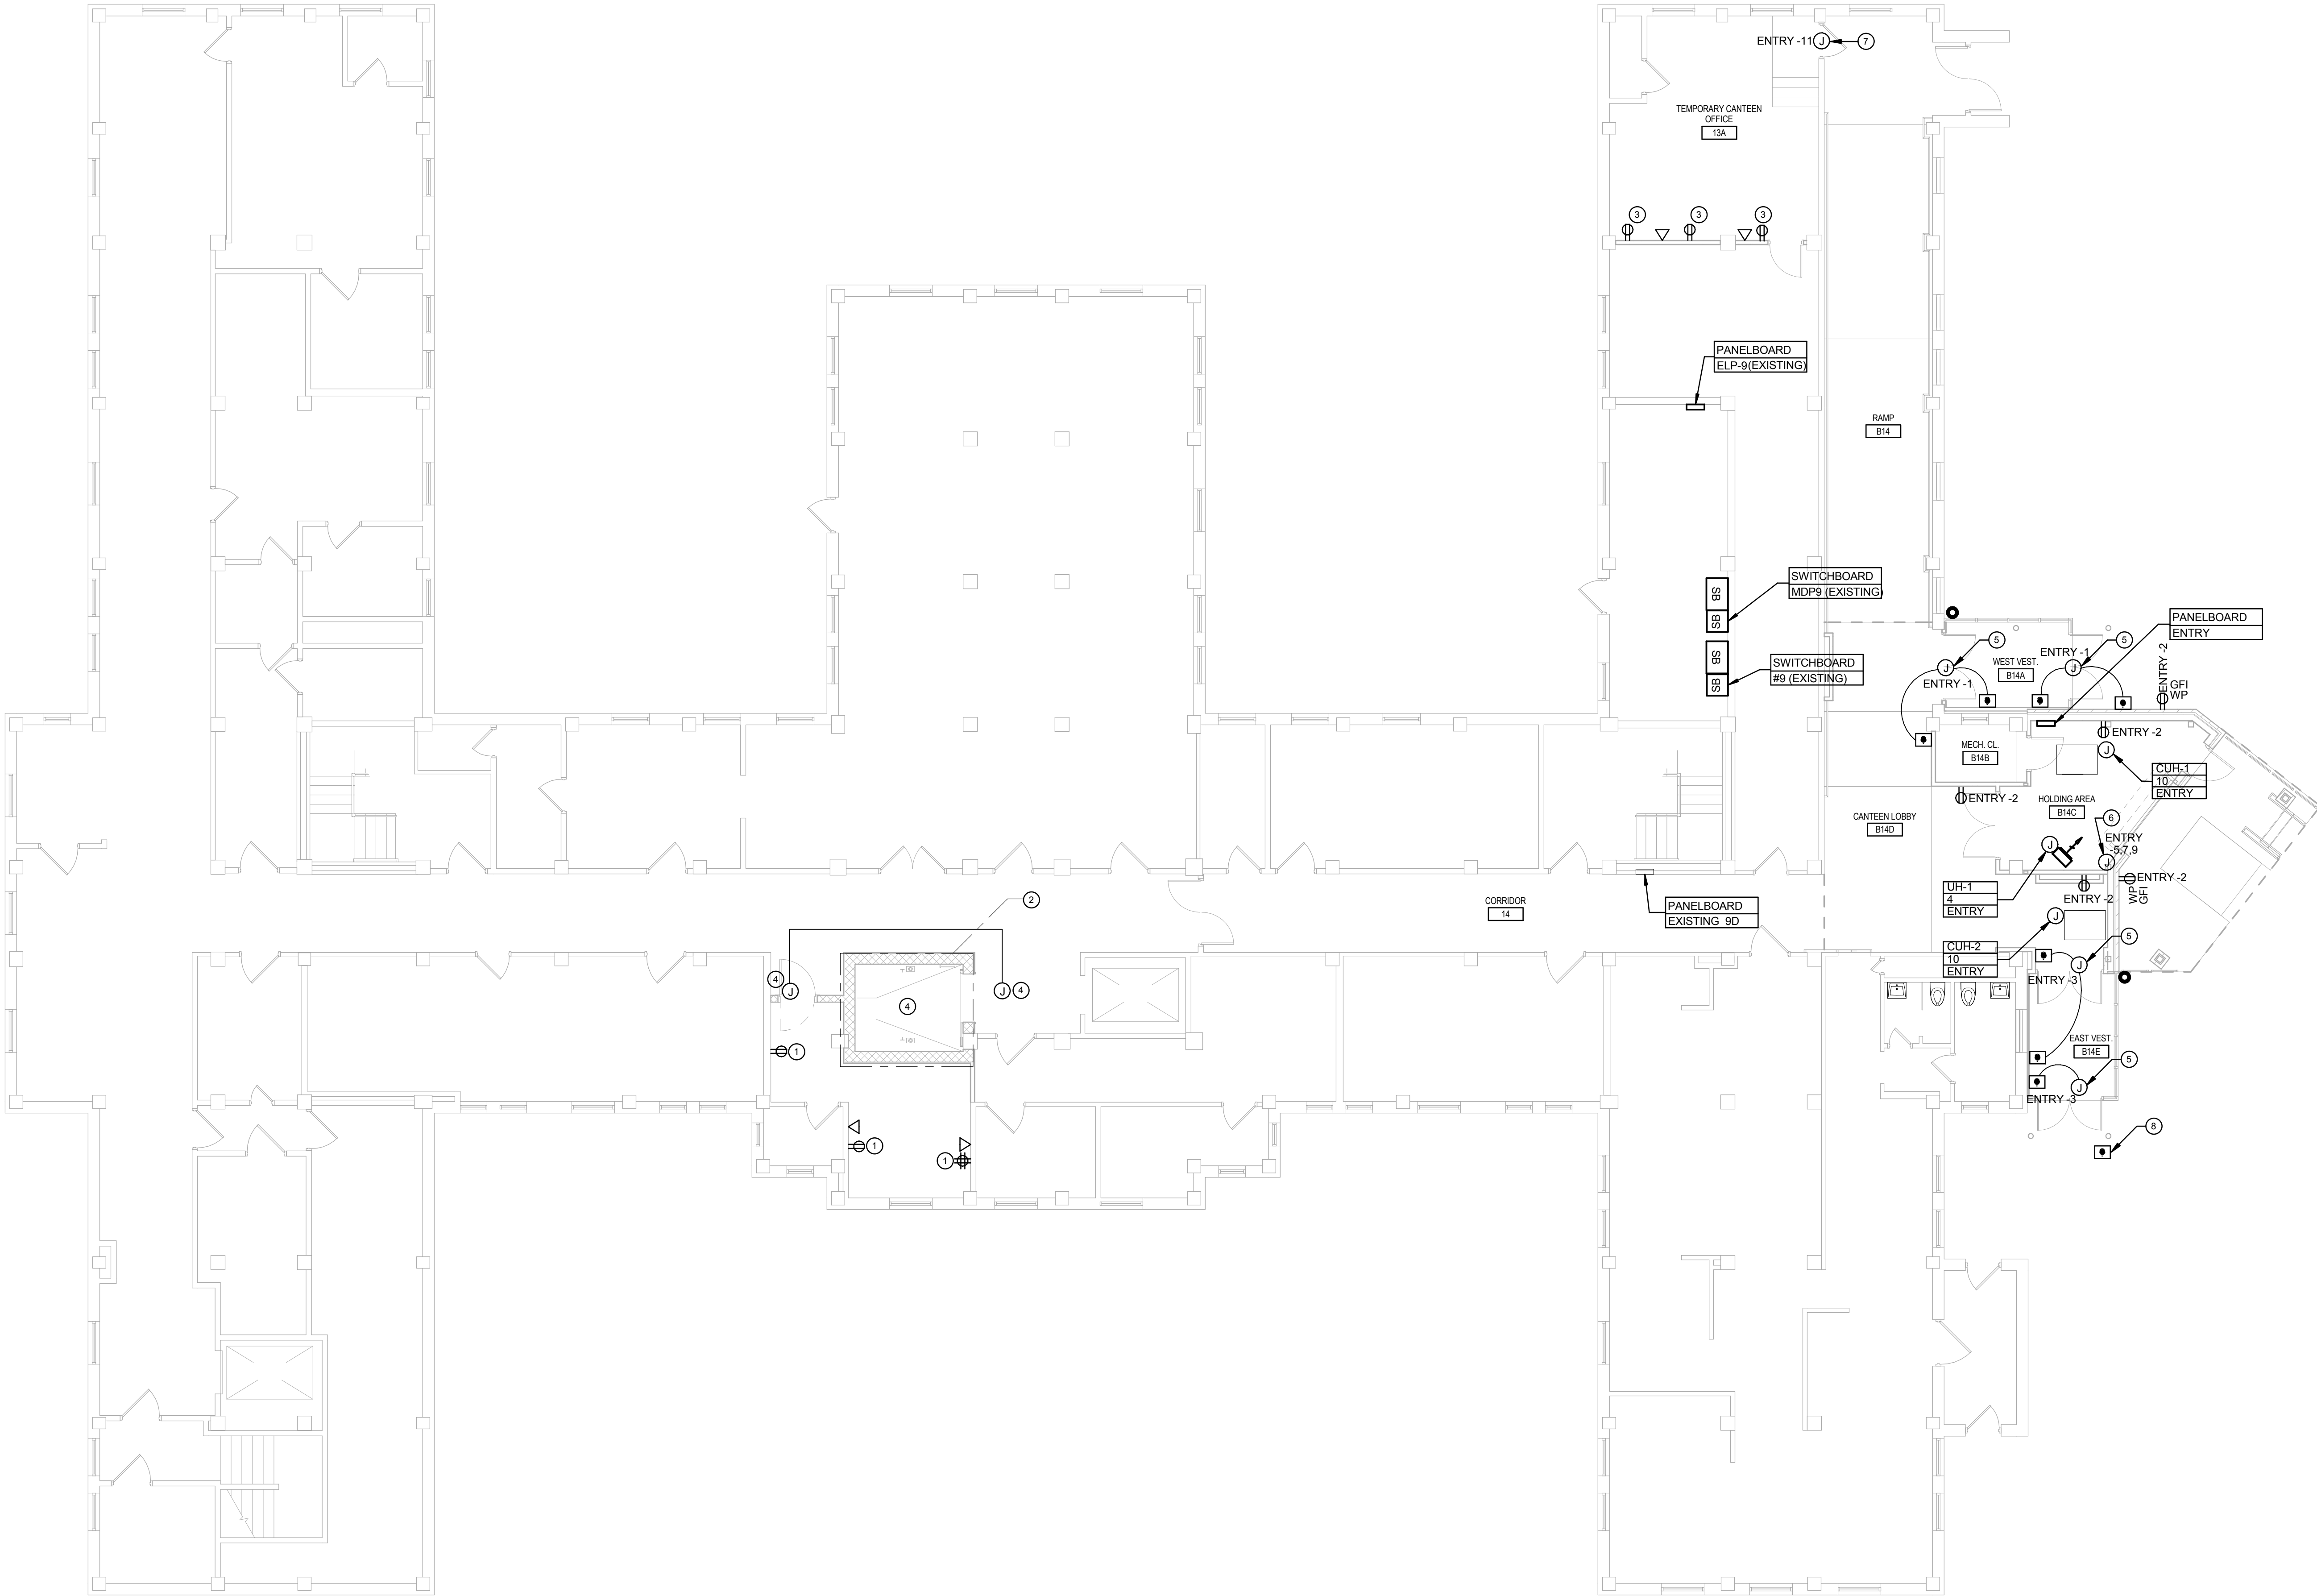 ENTRY -11 J 7
TEMPORARY CANTEEN
OFFICE
13A
3 3 3
PANELBOARD
ELP-9(EXISTING)
RAMP
B14
SB
SB
SWITCHBOARD
MDP9 (EXISTING)
SB
SB
SWITCHBOARD
#9 (EXISTING)
PANELBOARD
ENTRY
5
J
ENTRY -1
WEST VEST.
B14A
ENTRY -1
J
5
ENTRY -2
GFI
WP
ENTRY -2
MECH. CL.
B14B
J
CUH-1
10
ENTRY
ENTRY -2
HOLDING AREA
B14C
CANTEEN LOBBY
B14D
6
ENTRY
-5,7,9
J
J
UH-1
4
ENTRY
ENTRY -2
WP
GFI
ENTRY -2
J
CUH-2
10
ENTRY
5
J
ENTRY -3
EAST VEST.
B14E
5
J
ENTRY -3
8
CORRIDOR
14
PANELBOARD
EXISTING 9D
2
4
J
4
J 4
1
1
1